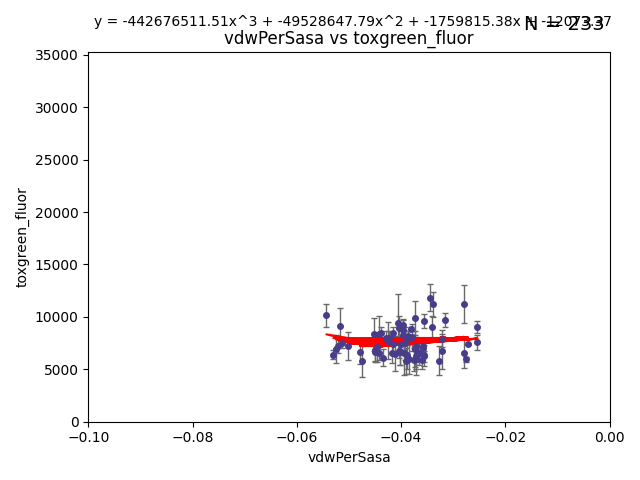 y = -442676511.51x^3 + -49528647.79x^2 + -1759815.38x + -12073.37
N = 233
vdwPerSasa vs toxgreen_fluor
35000
30000
25000
20000
15000
10000
5000
0
toxgreen_fluor
−0.10
−0.08
−0.06
−0.04
−0.02
0.00
vdwPerSasa